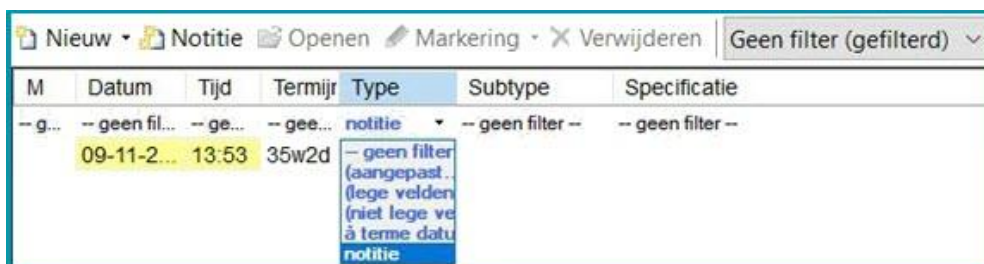 Nieuw Notitie Openen Markering Verwijderen Geen filter (gefilterd)
M Datum Tijd Termijr Type Subtype Specificatie
-- g... -- geen fil... -- ge... -- gee... notitie -- geen filter -- -- geen filter --
09-11-2... 13:53 35w2d -- geen filter
(aangepast..
(lege velden
(niet lege ve
à terme datu
notitie